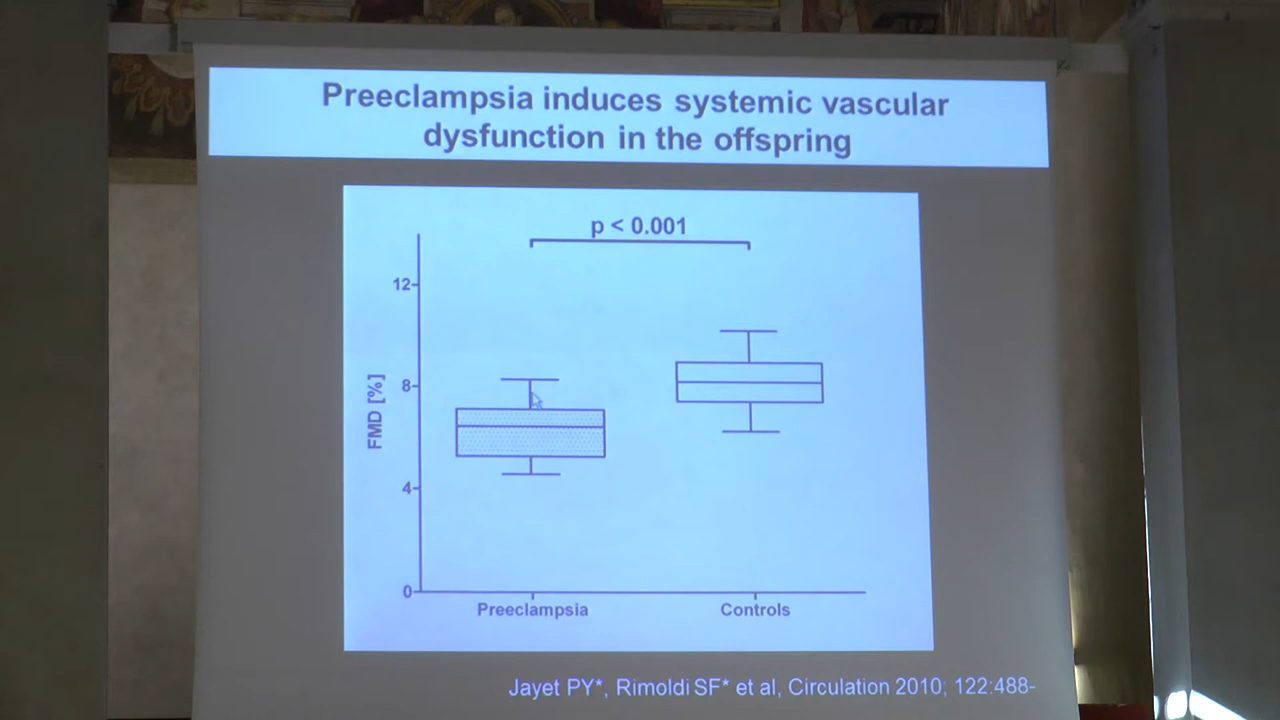 Preeclampsia induces systemic vascular
dysfunction in the offspring
p < 0.001
12
8
4
0
FMD [%]
Preeclampsia
Controls
Jayet PY*, Rimoldi SF* et al, Circulation 2010; 122:488-